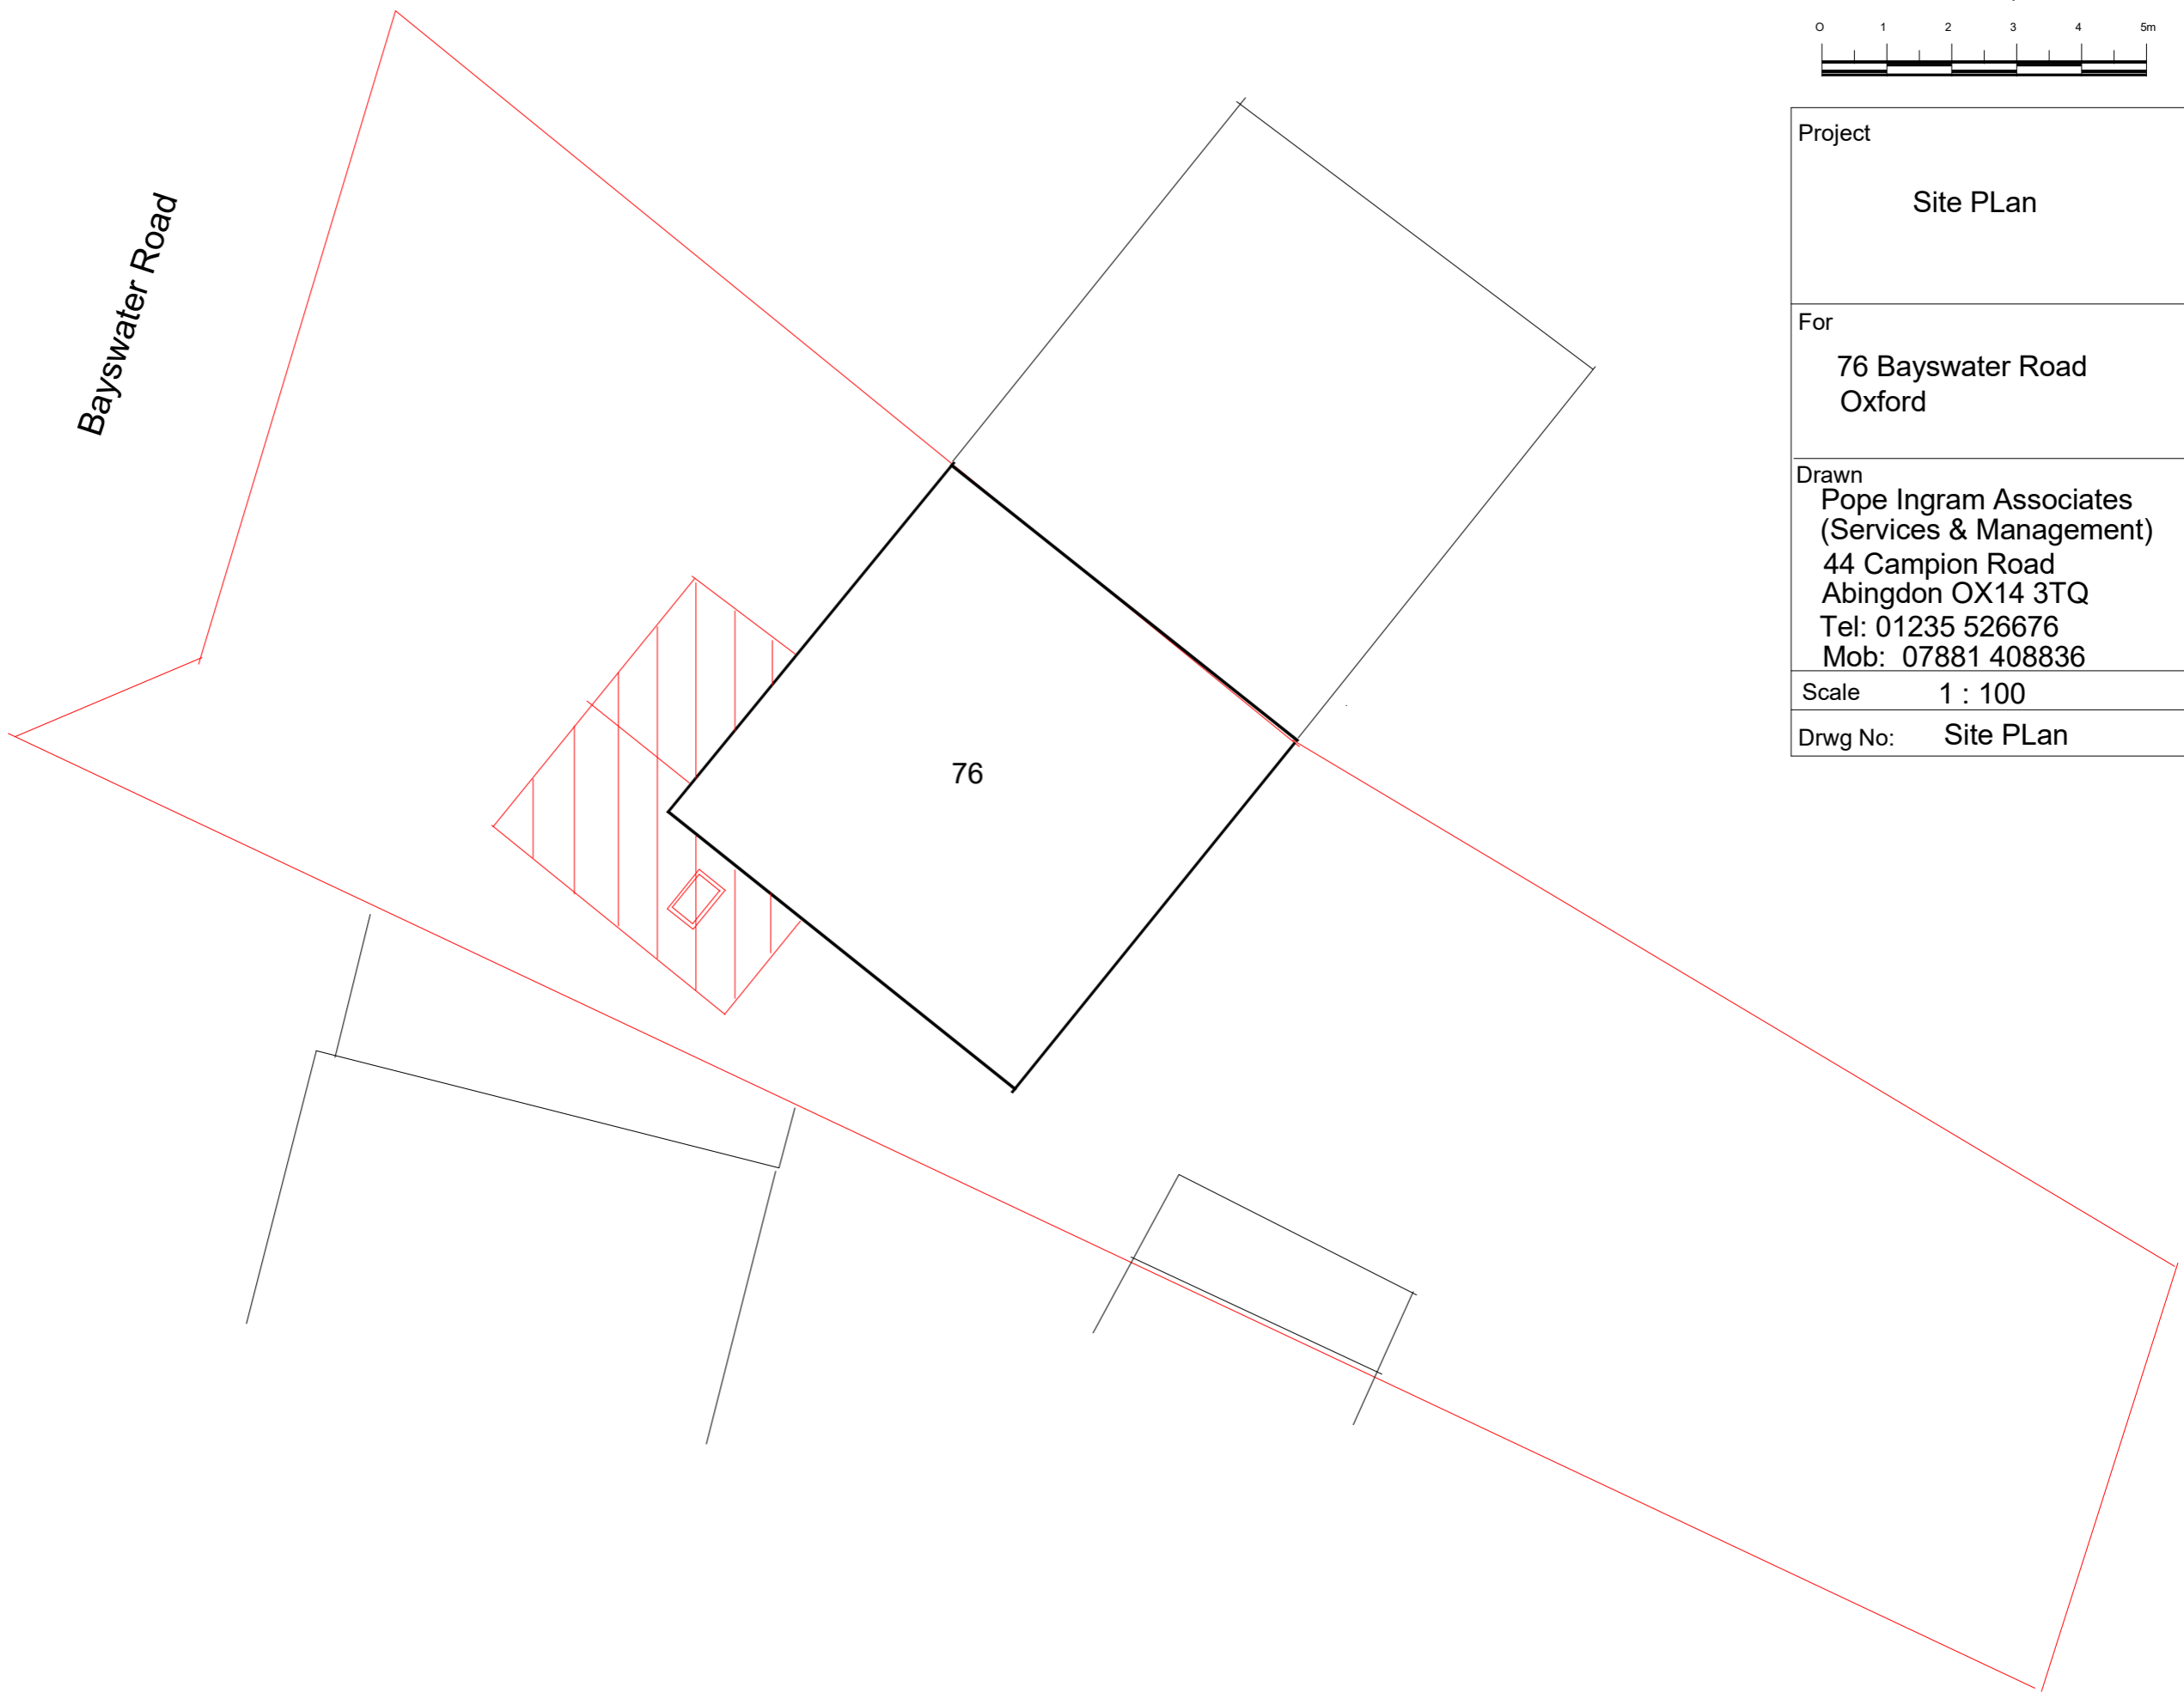 Bayswater Road
76
O 1 2 3 4 5m
Project
Site PLan
For
76 Bayswater Road
Oxford
Drawn
Pope Ingram Associates
(Services & Management)
44 Campion Road
Abingdon OX14 3TQ
Tel: 01235 526676
Mob: 07881 408836
Scale 1 : 100
Drwg No: Site PLan